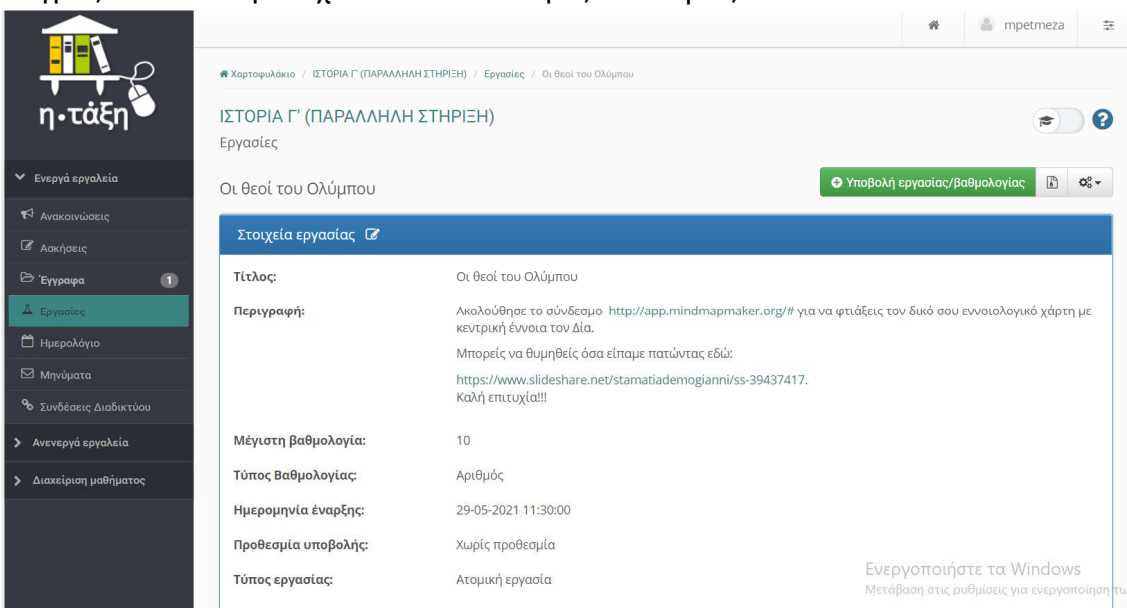 η•τάξη
mpetmeza
Χαρτοφυλάκιο / ΙΣΤΟΡΙΑ Γ' (ΠΑΡΑΛΛΗΛΗ ΣΤΗΡΙΞΗ) / Εργασίες / Οι θεοί του Ολύμπου
ΙΣΤΟΡΙΑ Γ' (ΠΑΡΑΛΛΗΛΗ ΣΤΗΡΙΞΗ)
Εργασίες
Οι θεοί του Ολύμπου
Υποβολή εργασίας/βαθμολογίας
Ενεργά εργαλεία
Ανακοινώσεις
Ασκήσεις
Έγγραφα 1
Εργασίες
Ημερολόγιο
Μηνύματα
Συνδέσεις Διαδικτύου
Ανενεργά εργαλεία
Διαχείριση μαθήματος
Στοιχεία εργασίας
Τίτλος: Οι θεοί του Ολύμπου
Περιγραφή: Ακολούθησε το σύνδεσμο http://app.mindmapmaker.org/# για να φτιάξεις τον δικό σου εννοιολογικό χάρτη με
κεντρική έννοια τον Δία.
Μπορείς να θυμηθείς όσα είπαμε πατώντας εδώ:
https://www.slideshare.net/stamatiademogianni/ss-39437417.
Καλή επιτυχία!!!
Μέγιστη βαθμολογία: 10
Τύπος Βαθμολογίας: Αριθμός
Ημερομηνία έναρξης: 29-05-2021 11:30:00
Προθεσμία υποβολής: Χωρίς προθεσμία
Τύπος εργασίας: Ατομική εργασία
Ενεργοποιήστε τα Windows
Μετάβαση στις ρυθμίσεις για ενεργοποίηση